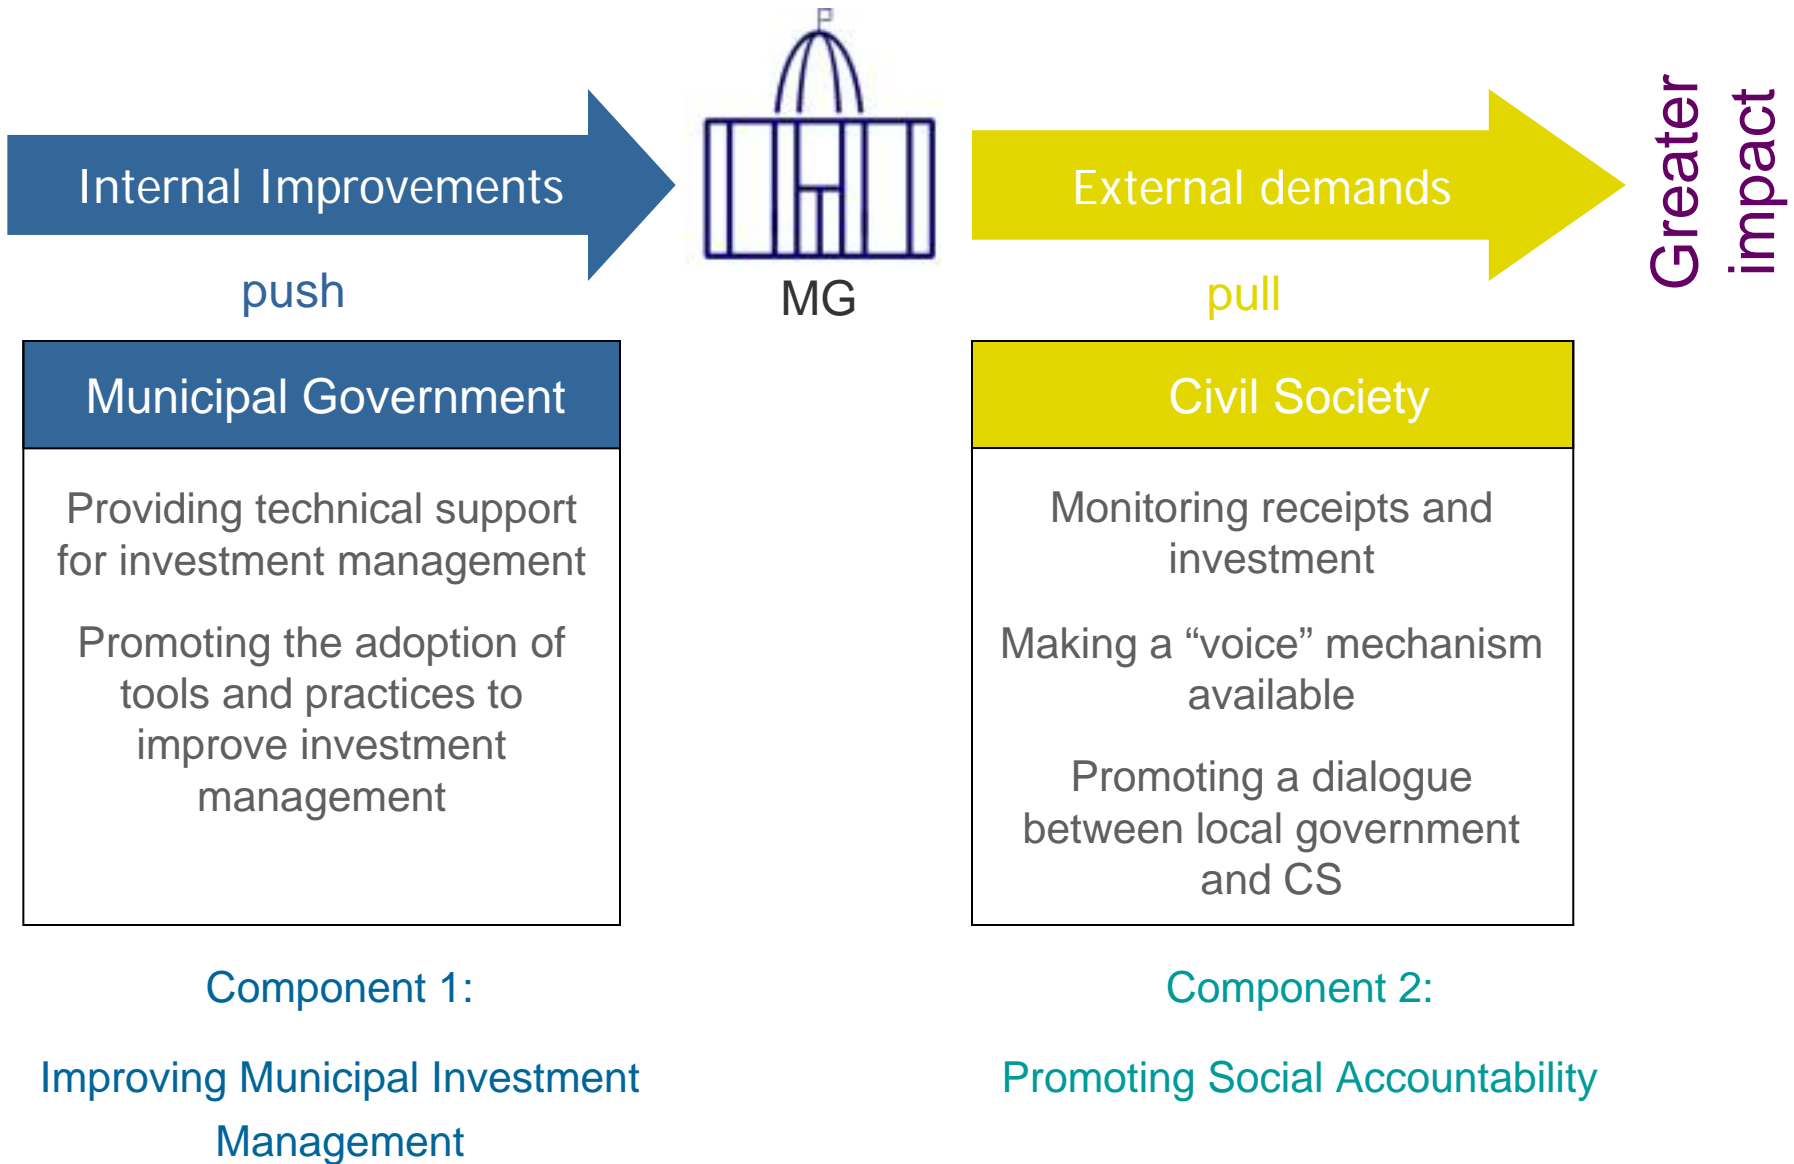 Internal Improvements
push
MG
External demands
pull
Greater
impact
Municipal Government
Providing technical support
for investment management
Promoting the adoption of
tools and practices to
improve investment
management
Civil Society
Monitoring receipts and
investment
Making a “voice” mechanism
available
Promoting a dialogue
between local government
and CS
Component 1:
Improving Municipal Investment
Management
Component 2:
Promoting Social Accountability